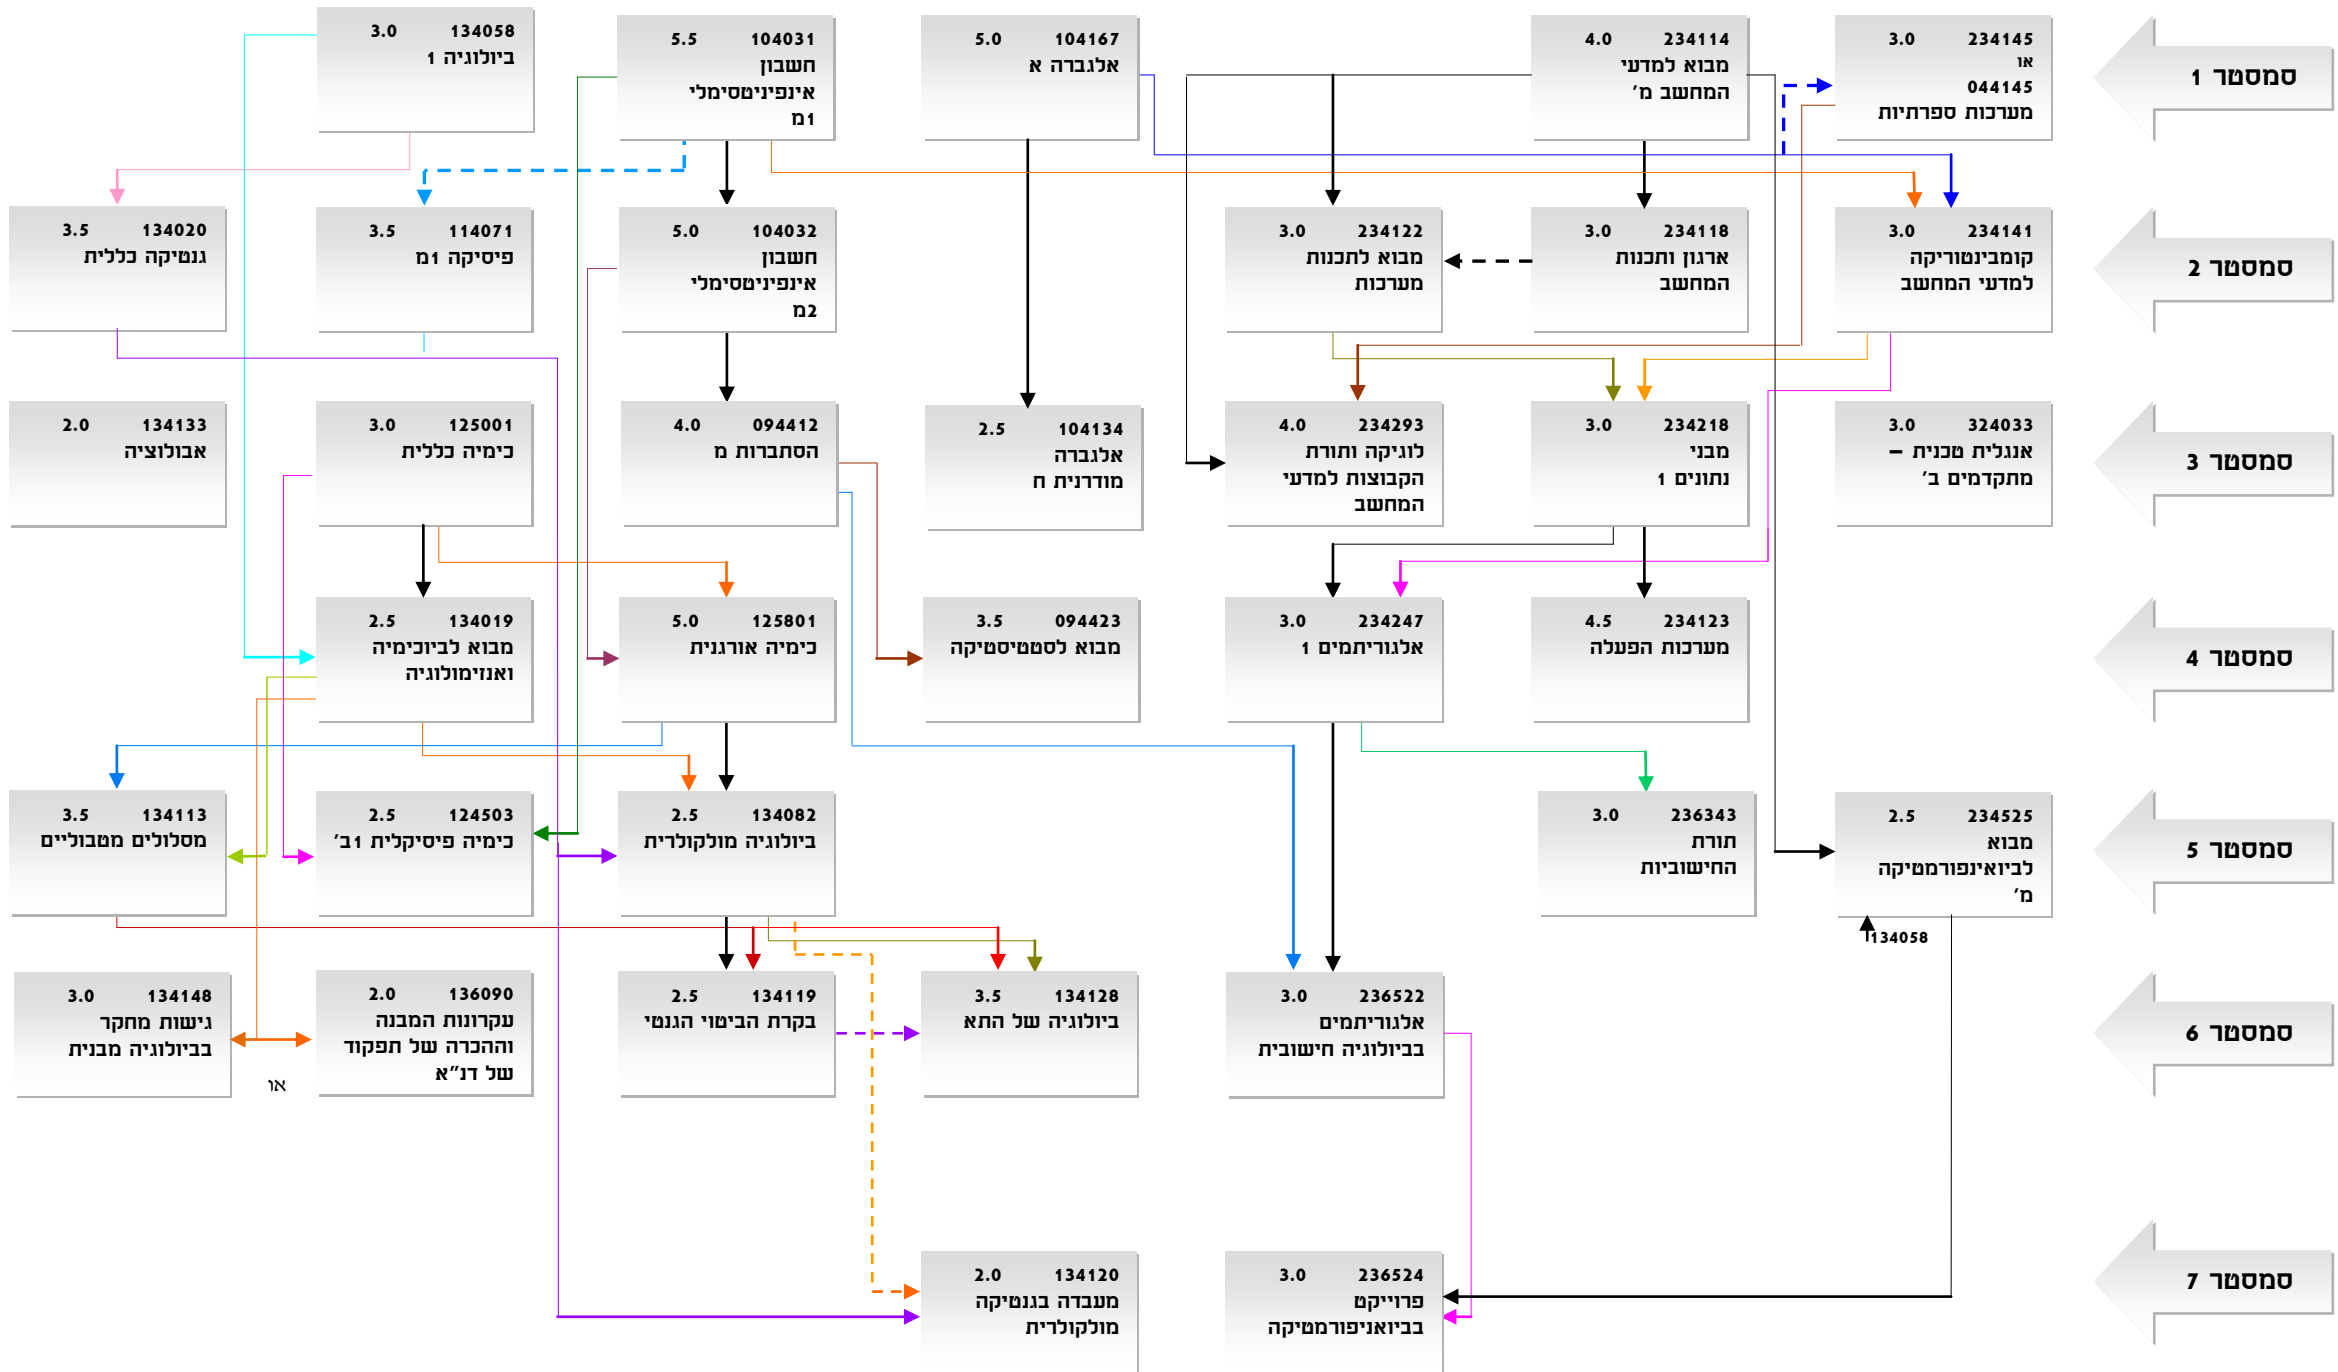 סמסטר 1
234145 3.0
או
044145
מערכות ספרתיות
234114 4.0
מבוא למדעי
המחשב מ'
104167 5.0
אלגברה א
104031 5.5
חשבון
אינפיניטסימלי
1מ
134058 3.0
ביולוגיה 1
סמסטר 2
234141 3.0
קומבינטוריקה
למדעי המחשב
234118 3.0
ארגון ותכנות
המחשב
234122 3.0
מבוא לתכנות
מערכות
104032 5.0
חשבון
אינפיניטסימלי
2מ
114071 3.5
פיסיקה 1מ
134020 3.5
גנטיקה כללית
סמסטר 3
324033 3.0
אנגלית טכנית –
מתקדמים ב'
234218 3.0
מבני
נתונים 1
234293 4.0
לוגיקה ותורת
הקבוצות למדעי
המחשב
104134 2.5
אלגברה
מודרנית ח
094412 4.0
הסתברות מ
125001 3.0
כימיה כללית
134133 2.0
אבולוציה
סמסטר 4
234123 4.5
מערכות הפעלה
234247 3.0
אלגוריתמים 1
094423 3.5
מבוא לסטטיסטיקה
125801 5.0
כימיה אורגנית
134019 2.5
מבוא לביוכימיה
ואנזימולוגיה
סמסטר 5
234525 2.5
מבוא
לביואינפורמטיקה
מ'
134058
236343 3.0
תורת
החישוביות
134082 2.5
ביולוגיה מולקולרית
124503 2.5
כימיה פיסיקלית 1ב'
134113 3.5
מסלולים מטבוליים
סמסטר 6
236522 3.0
אלגוריתמים
בביולוגיה חישובית
134128 3.5
ביולוגיה של התא
134119 2.5
בקרת הביטוי הגנטי
136090 2.0
עקרונות המבנה
וההכרה של תפקוד
של דנ"א
או
134148 3.0
גישות מחקר
בביולוגיה מבנית
סמסטר 7
236524 3.0
פרוייקט
בביואניפורמטיקה
134120 2.0
מעבדה בגנטיקה
מולקולרית